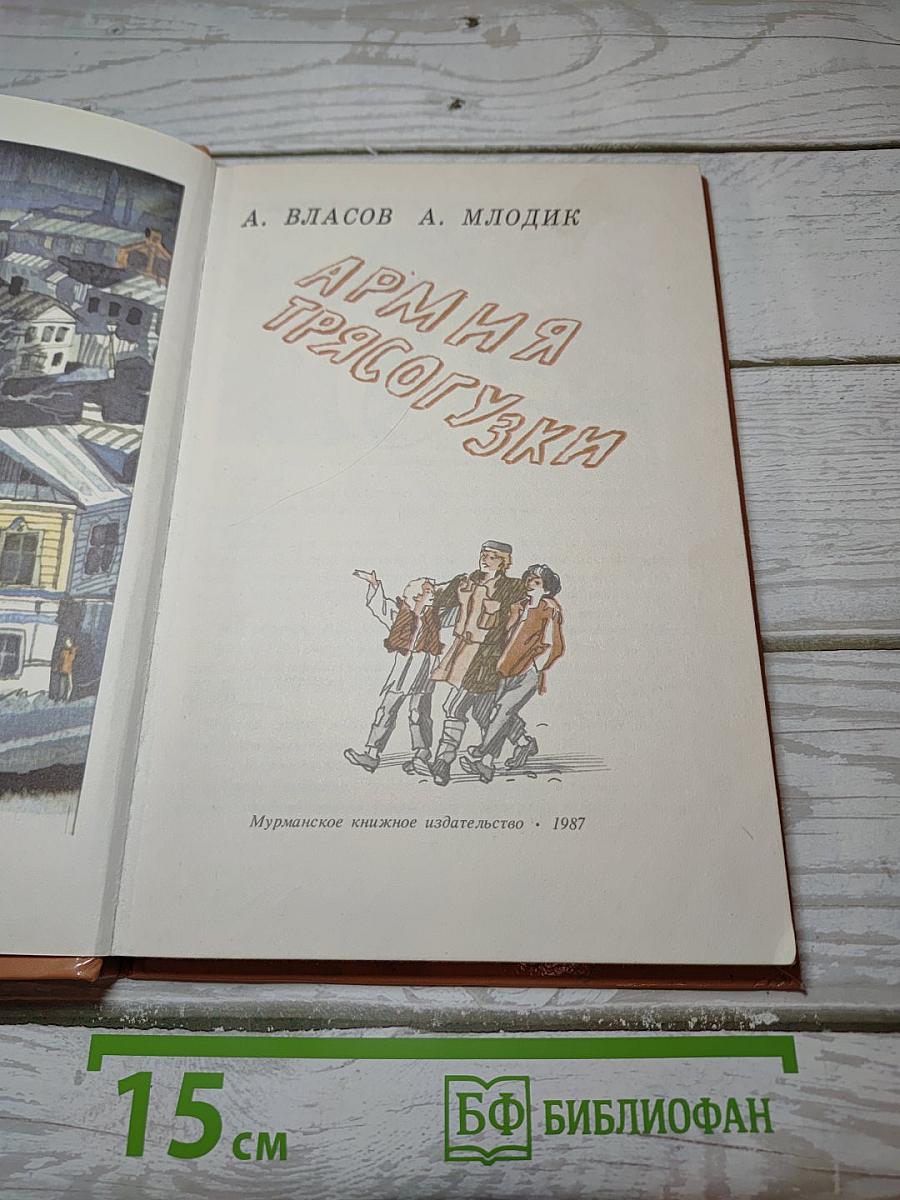 А. ВЛАСОВ А. МЛОДИК
АРМИЯ
ТРЯСОГУЗКИ
Мурманское книжное издательство · 1987
15 см
БФ БИБЛИОФАН